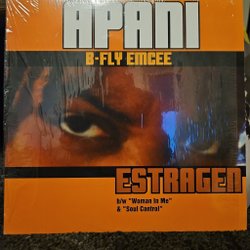 APANI
B-FLY EMCEE
ESTRAGEN
b/w "Woman In Me"
& "Soul Control"